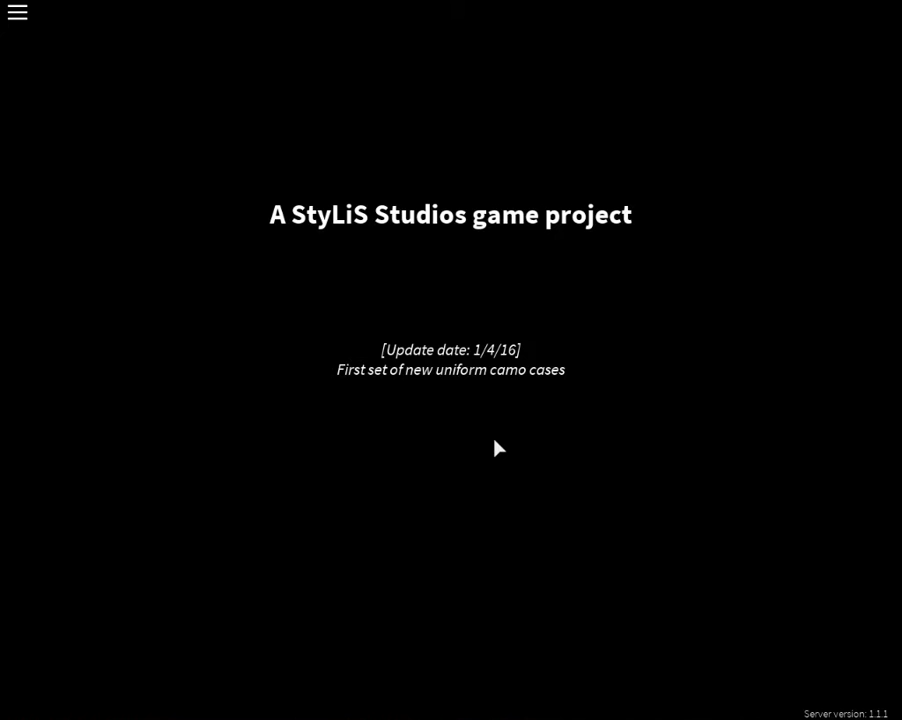 A StyLiS Studios game project
[Update date: 1/4/16]
First set of new uniform camo cases
Server version: 1.1.1